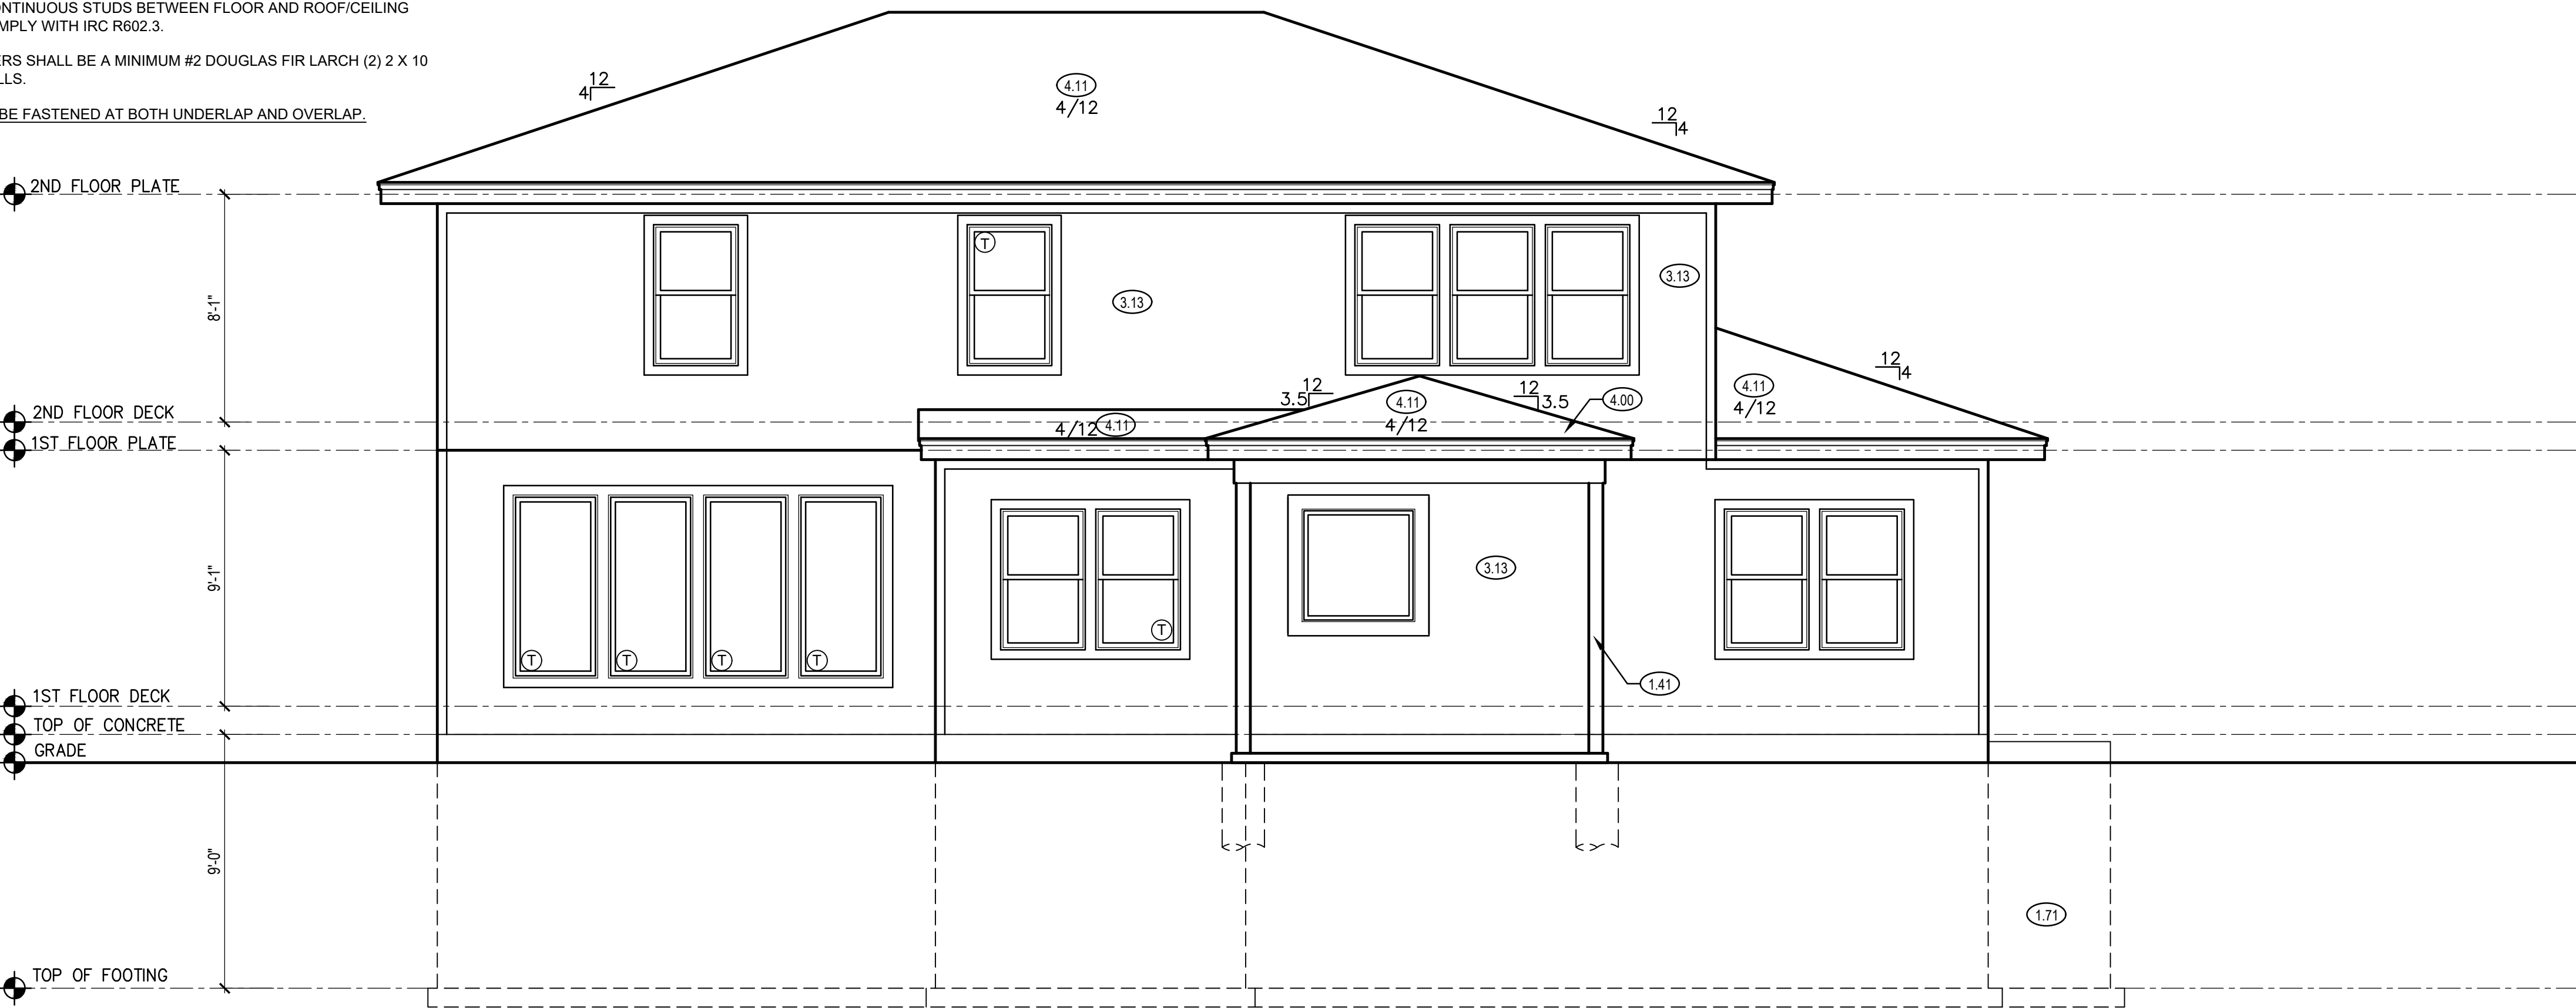 ONTINUOUS STUDS BETWEEN FLOOR AND ROOF/CEILING
MPLY WITH IRC R602.3.
ERS SHALL BE A MINIMUM #2 DOUGLAS FIR LARCH (2) 2 X 10
LLS.
BE FASTENED AT BOTH UNDERLAP AND OVERLAP.
12
4
4.11
4/12
12
4
2ND FLOOR PLATE
T
3.13
3.13
8'-1"
12
4
12
3.5
4.11
4/12
12
3.5
4.00
4.11
4/12
2ND FLOOR DECK
4/12
4.11
1ST FLOOR PLATE
9'-1"
3.13
T
T
T
T
T
1.41
1ST FLOOR DECK
TOP OF CONCRETE
GRADE
9'-0"
1.71
TOP OF FOOTING